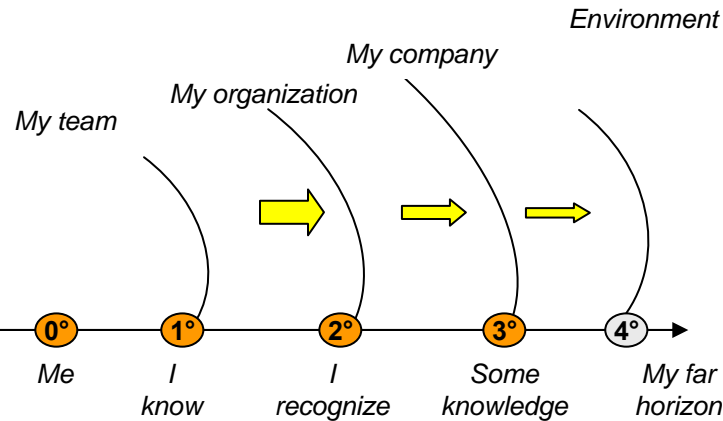 Environment
My company
My organization
My team
0° 1° 2° 3° 4°
Me
I
know
I
recognize
Some
knowledge
My far
horizon